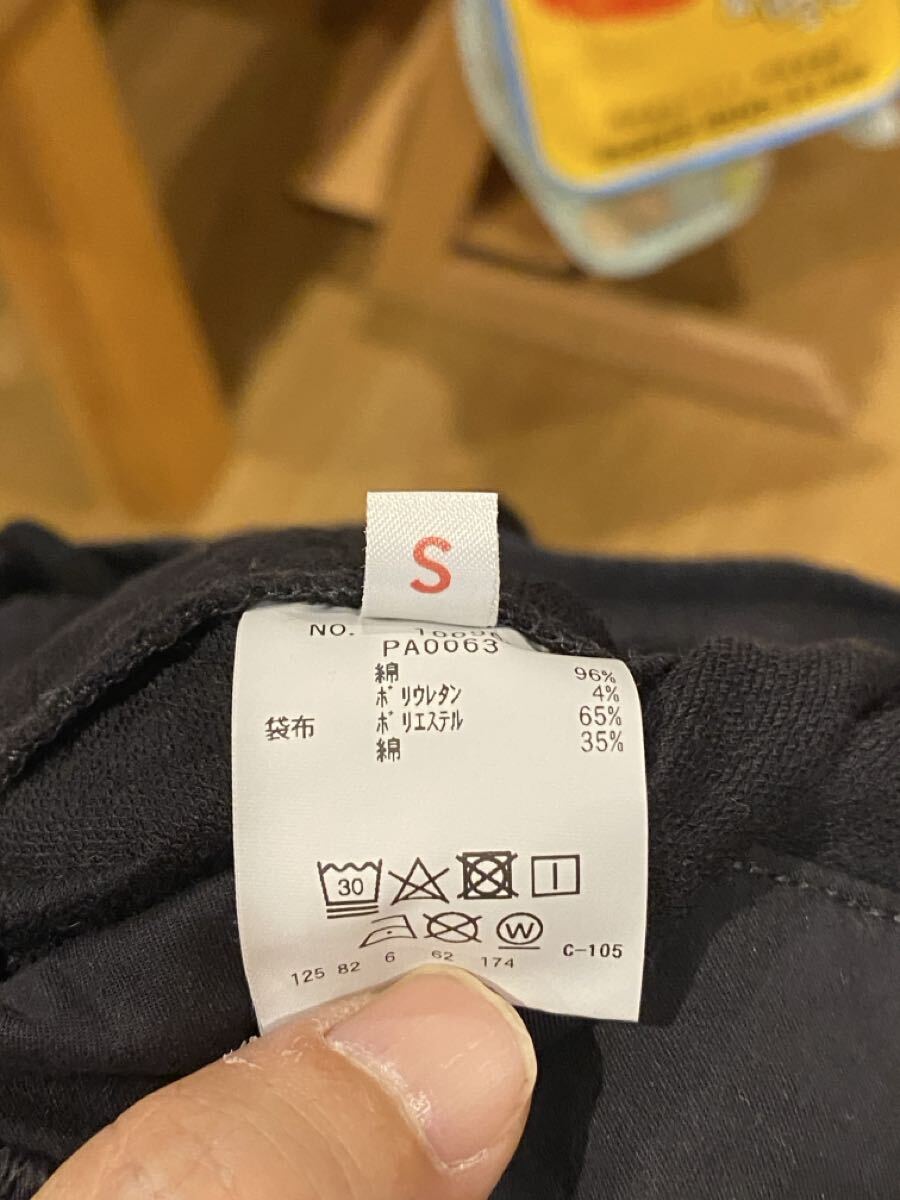 S
NO.
PA0063
綿 96%
ポリウレタン 4%
袋布 ポリエステル 65%
綿 35%
30
W
C-105
125 82 6 62 174